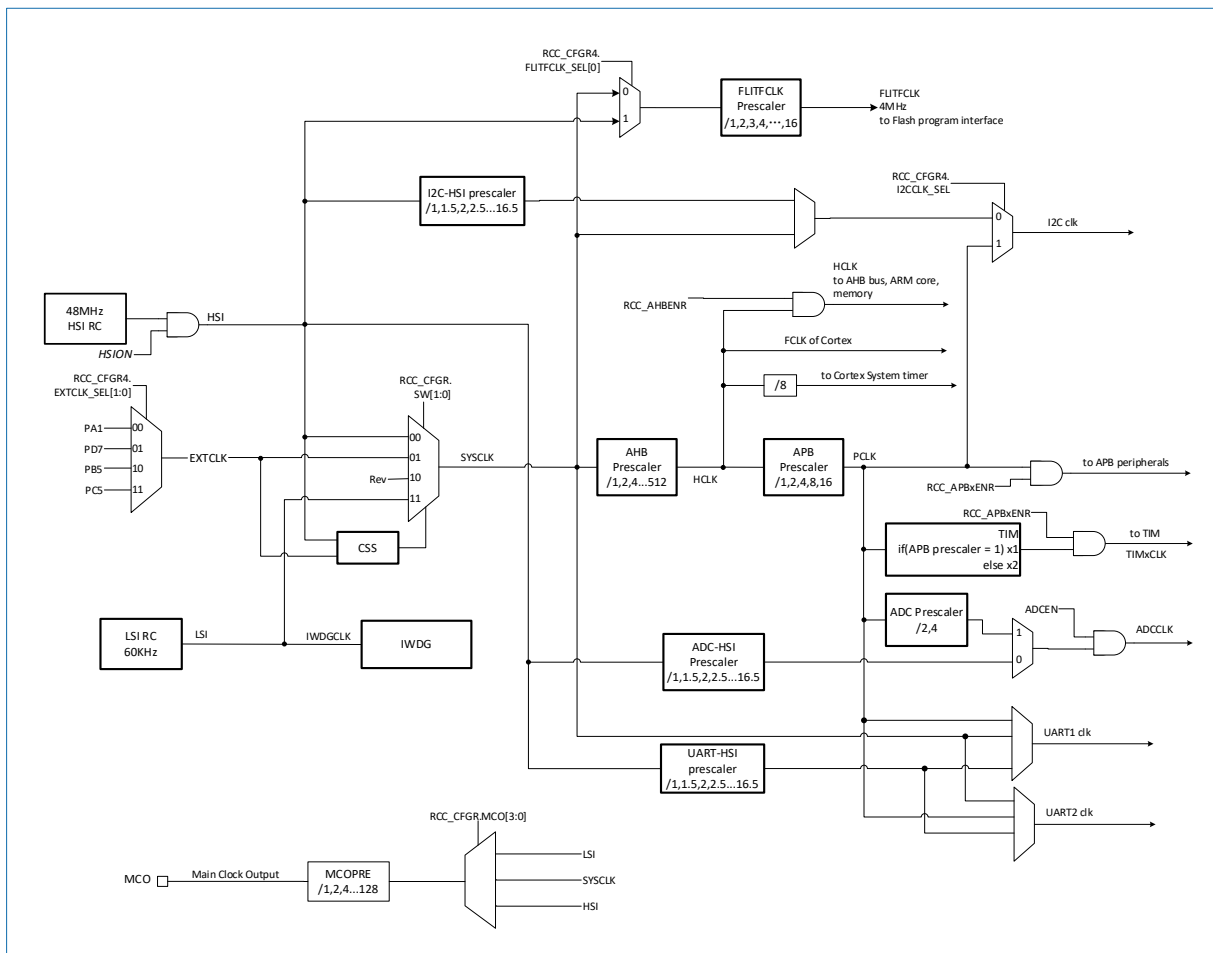 RCC_CFGR4.
FLITFCLK_SEL[0]
0
1
FLITFCLK
Prescaler
/1,2,3,4,⋯,16
FLITFCLK
4MHz
to Flash program interface
I2C-HSI prescaler
/1,1.5,2,2.5...16.5
RCC_CFGR4.
I2CCLK_SEL
0
1
I2C clk
48MHz
HSI RC
HSION
HSI
RCC_AHBENR
HCLK
to AHB bus, ARM core,
memory
FCLK of Cortex
/8
to Cortex System timer
RCC_CFGR4.
EXTCLK_SEL[1:0]
PA1
00
PD7
01
PB5
10
PC5
11
EXTCLK
RCC_CFGR.
SW[1:0]
00
01
Rev
10
11
SYSCLK
CSS
AHB
Prescaler
/1,2,4...512
HCLK
APB
Prescaler
/1,2,4,8,16
PCLK
RCC_APBxENR
to APB peripherals
RCC_APBxENR
TIM
if(APB prescaler = 1) x1
else x2
to TIM
TIMxCLK
LSI RC
60KHz
LSI
IWDGCLK
IWDG
ADC Prescaler
/2,4
ADC-HSI
Prescaler
/1,1.5,2,2.5...16.5
1
0
ADCEN
ADCCLK
UART-HSI
prescaler
/1,1.5,2,2.5...16.5
UART1 clk
UART2 clk
RCC_CFGR.MCO[3:0]
MCO
Main Clock Output
MCOPRE
/1,2,4...128
LSI
SYSCLK
HSI